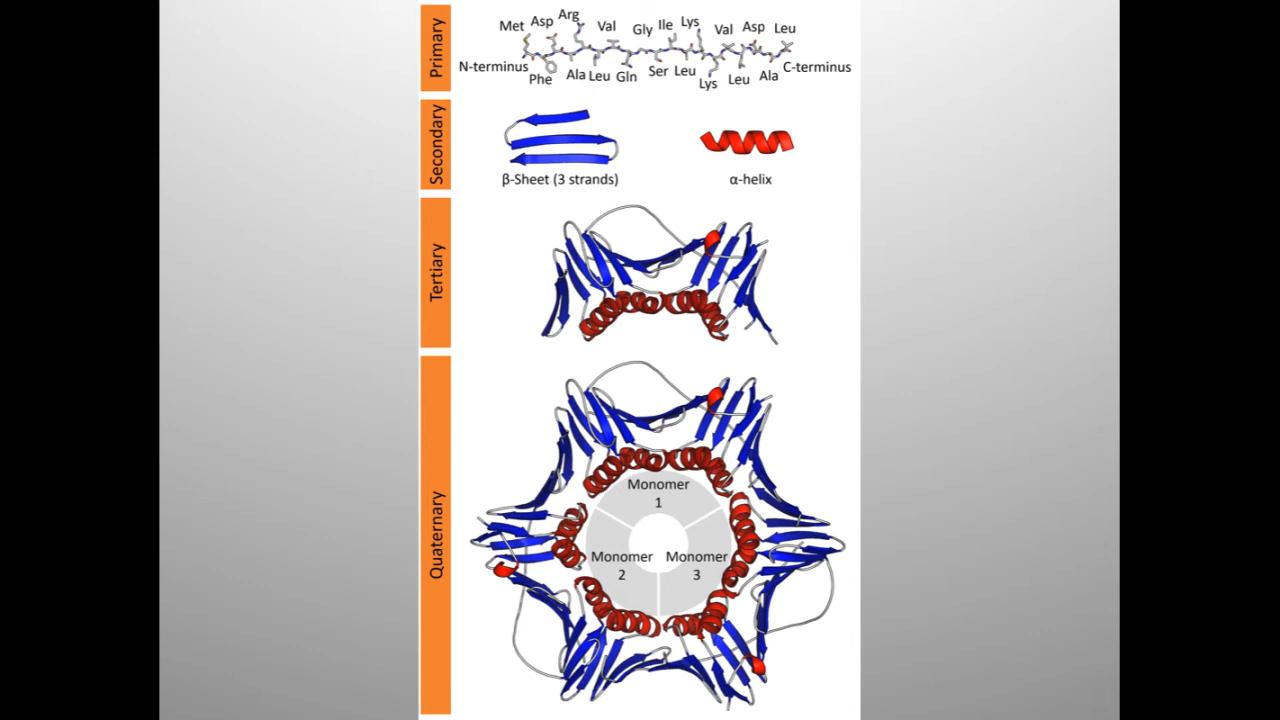 Primary
Met Asp Arg Val Gly Ile Lys Val Asp Leu
N-terminus C-terminus
Phe Ala Leu Gln Ser Leu Lys Leu Ala
Secondary
β-Sheet (3 strands) α-helix
Tertiary
Quaternary
Monomer
1
Monomer
2
Monomer
3